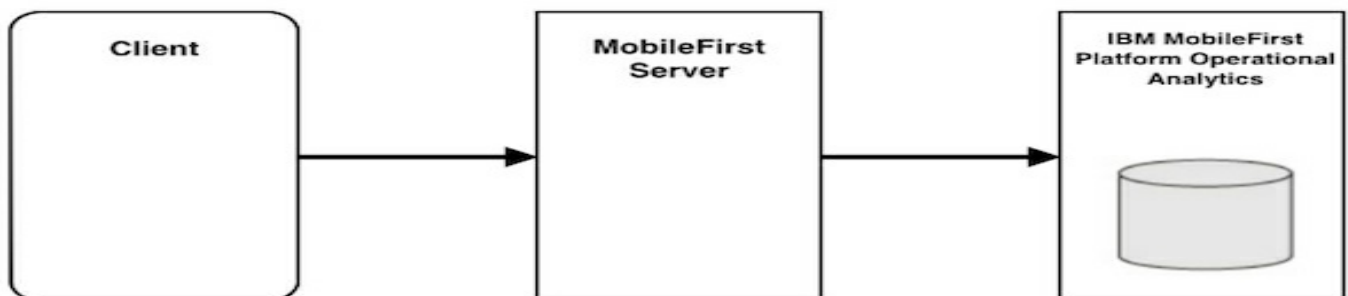 Client
MobileFirst
Server
IBM MobileFirst
Platform Operational
Analytics